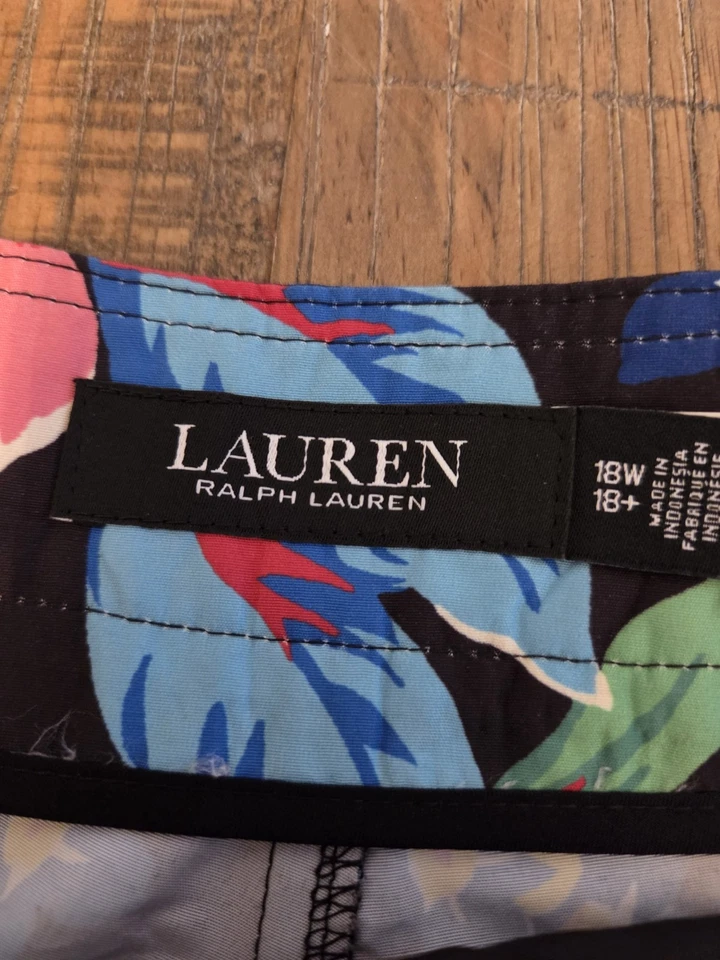 LAUREN
RALPH LAUREN
18W
18+
MADE IN
INDONESIA
FABRIQUÉ EN
INDONÉSIE